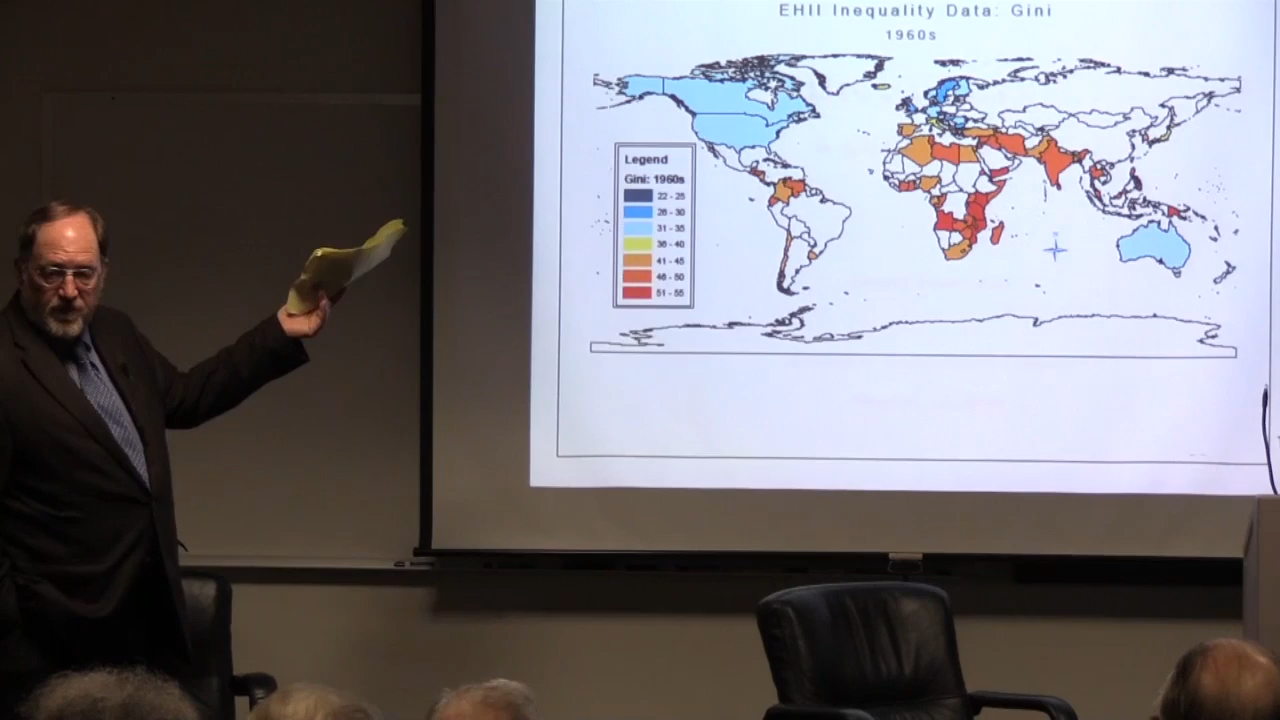 EHII Inequality Data: Gini
1960s
Legend
Gini: 1960s
22 - 25
26 - 30
31 - 35
36 - 40
41 - 45
46 - 50
51 - 55